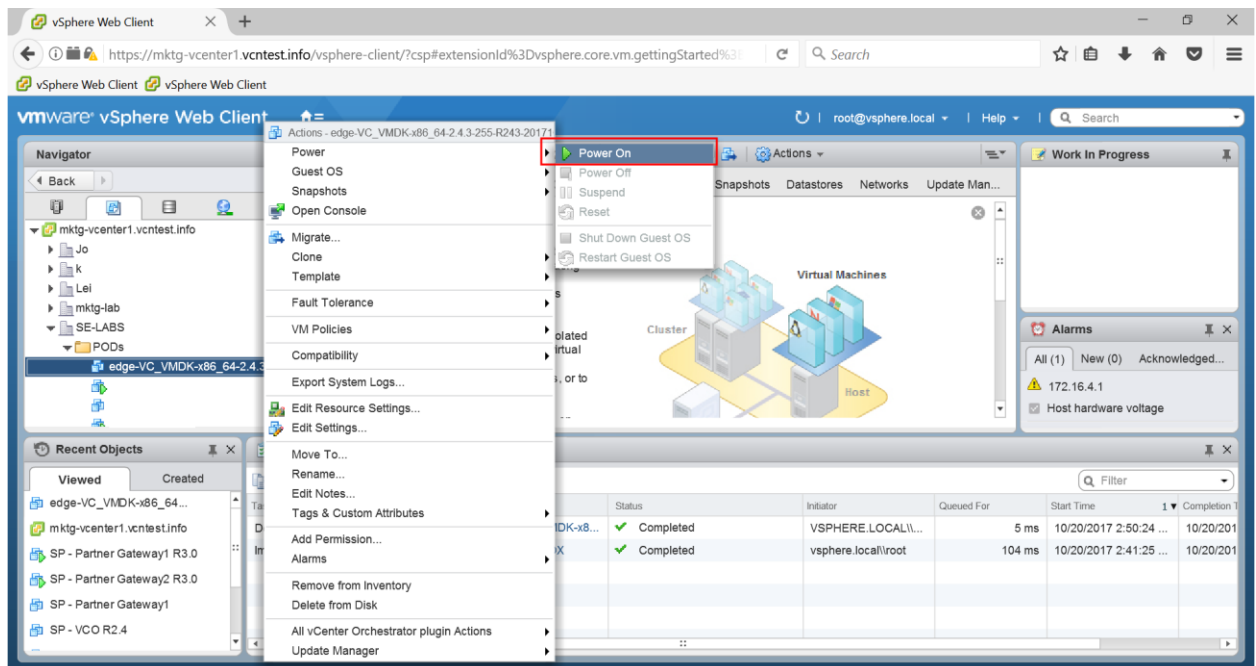 vSphere Web Client
https://mktg-vcenter1.vcntest.info/vsphere-client/?csp#extensionId%3Dvsphere.core.vm.gettingStarted%3
Search
vSphere Web Client vSphere Web Client
vmware® vSphere Web Client
root@vsphere.local
Help
Search
Navigator
Back
mktg-vcenter1.vcntest.info
Jo
k
Lei
mktg-lab
SE-LABS
PODs
edge-VC_VMDK-x86_64-2.4.3
Actions - edge-VC_VMDK-x86_64-2.4.3-255-R243-20171
Power
Guest OS
Snapshots
Open Console
Migrate...
Clone
Template
Fault Tolerance
VM Policies
Compatibility
Export System Logs...
Edit Resource Settings...
Edit Settings...
Move To...
Rename...
Edit Notes...
Tags & Custom Attributes
Add Permission...
Alarms
Remove from Inventory
Delete from Disk
All vCenter Orchestrator plugin Actions
Update Manager
Power On
Power Off
Suspend
Reset
Shut Down Guest OS
Restart Guest OS
Actions
Snapshots Datastores Networks Update Man...
olated
irtual
, or to
Virtual Machines
Cluster
Host
Work In Progress
Alarms
All (1) New (0) Acknowledged...
172.16.4.1
Host hardware voltage
Recent Objects
Viewed Created
edge-VC_VMDK-x86_64...
mktg-vcenter1.vcntest.info
SP - Partner Gateway1 R3.0
SP - Partner Gateway2 R3.0
SP - Partner Gateway1
SP - VCO R2.4
Filter
Ta Status Initiator Queued For Start Time 1 Completion T
D MDK-x8... Completed VSPHERE.LOCAL\\... 5 ms 10/20/2017 2:50:24 ... 10/20/201
Im OX Completed vsphere.local\\root 104 ms 10/20/2017 2:41:25 ... 10/20/201